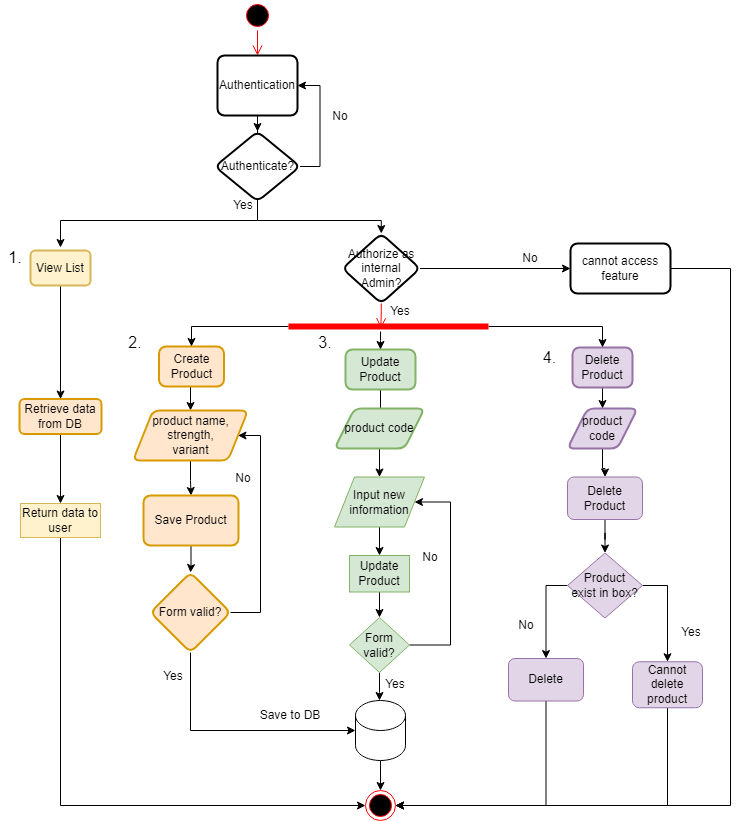 Authentication
No
Authenticate?
Yes
1.
View List
Authorize as
internal
Admin?
No
cannot access
feature
Yes
2.
Create
Product
3.
Update
Product
4.
Delete
Product
Retrieve data
from DB
product name,
strength,
variant
product code
product
code
No
Return data to
user
Save Product
Input new
information
Delete
Product
No
Update
Product
Form valid?
Product
exist in box?
Form
valid?
No
Yes
Yes
Yes
Delete
Cannot
delete
product
Save to DB